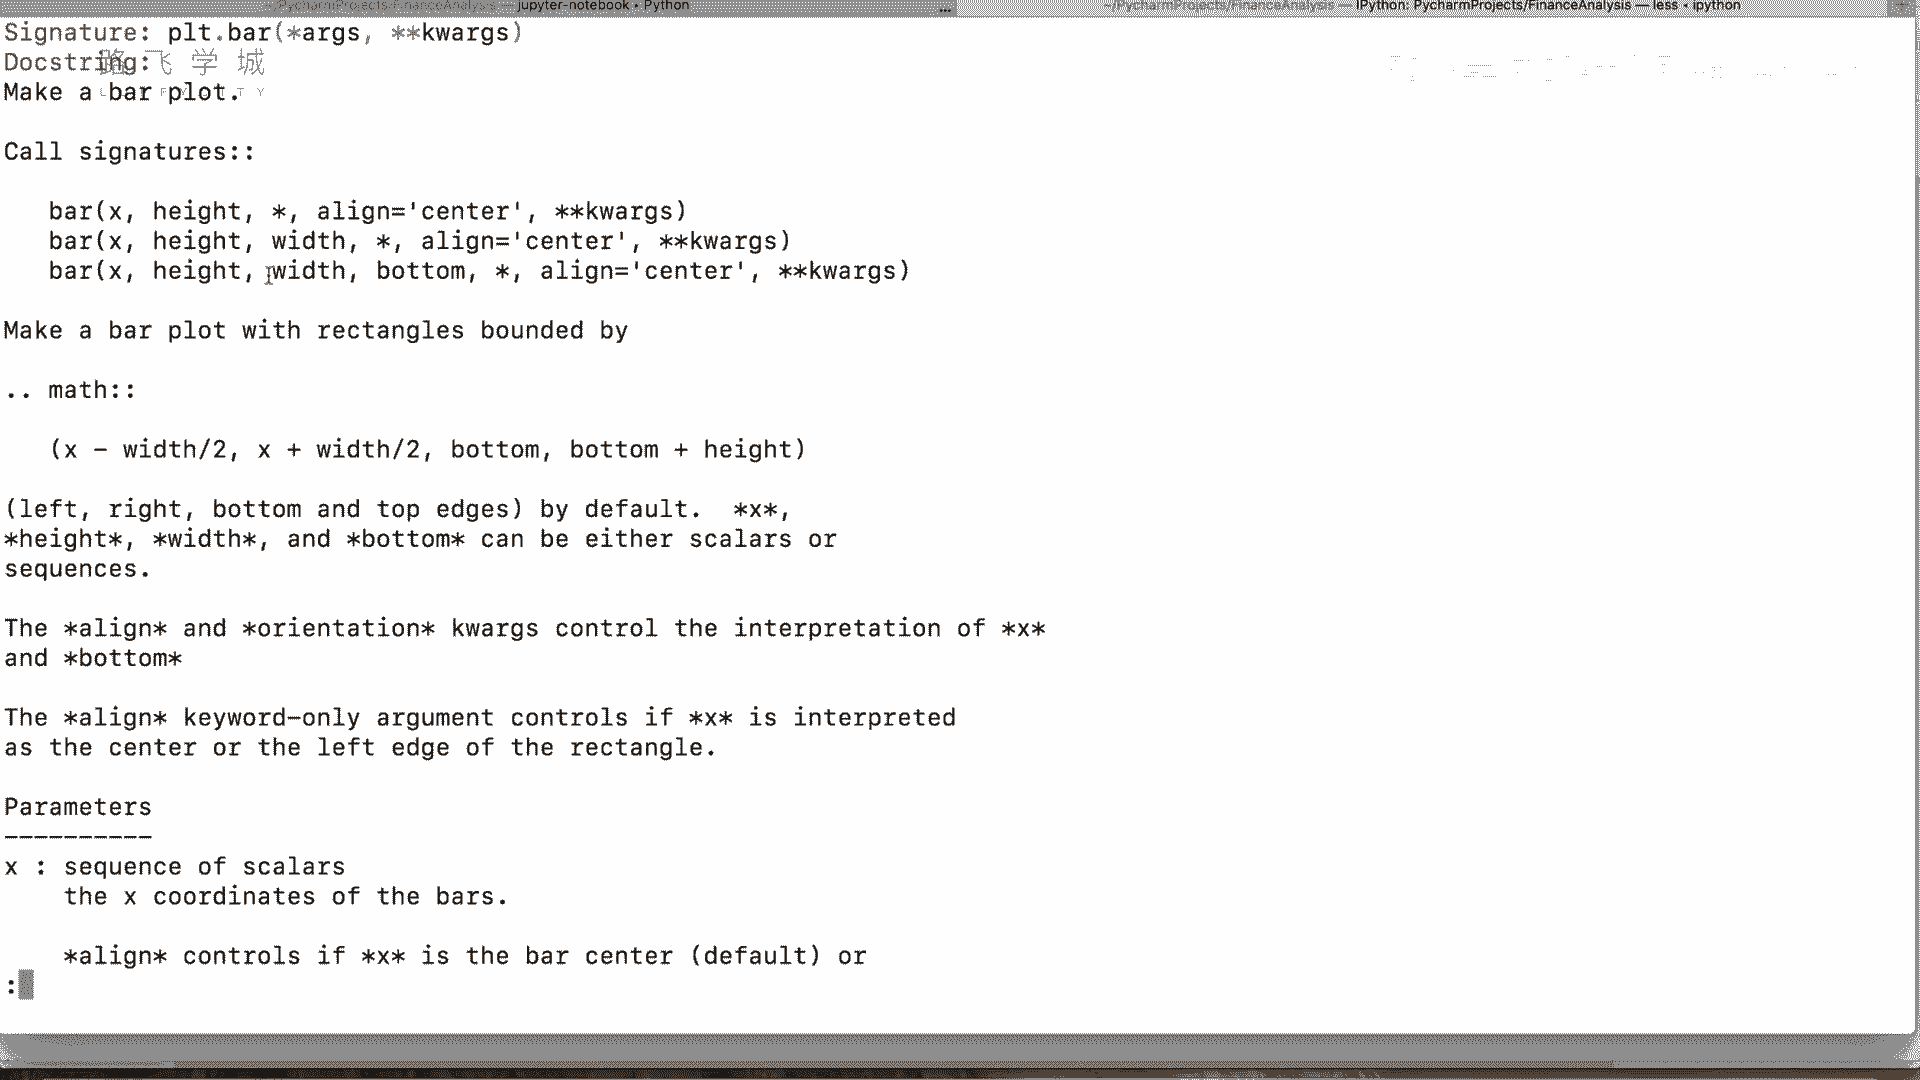 ~/PycharmProjects/FinanceAnalysis — jupyter-notebook • Python
... ~/PycharmProjects/FinanceAnalysis — IPython: PycharmProjects/FinanceAnalysis — less • ipython
Signature: plt.bar(*args, **kwargs)
Docstring:
路飞学城
Make a bar plot.
Call signatures::
bar(x, height, *, align='center', **kwargs)
bar(x, height, width, *, align='center', **kwargs)
bar(x, height, width, bottom, *, align='center', **kwargs)
Make a bar plot with rectangles bounded by
.. math::
(x - width/2, x + width/2, bottom, bottom + height)
(left, right, bottom and top edges) by default.  *x*,
*height*, *width*, and *bottom* can be either scalars or
sequences.
The *align* and *orientation* kwargs control the interpretation of *x*
and *bottom*
The *align* keyword-only argument controls if *x* is interpreted
as the center or the left edge of the rectangle.
Parameters
----------
x : sequence of scalars
the x coordinates of the bars.
*align* controls if *x* is the bar center (default) or
: